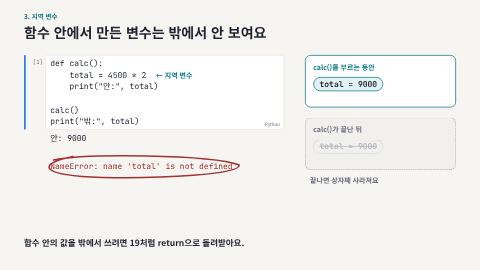 3. 지역 변수
함수 안에서 만든 변수는 밖에서 안 보여요
[1]
def calc():
    total = 4500 * 2 ← 지역 변수
    print("안:", total)
calc()
print("밖:", total)
Python
안: 9000
NameError: name 'total' is not defined
calc()를 부르는 동안
total = 9000
calc()가 끝난 뒤
total = 9000
끝나면 상자째 사라져요
함수 안의 값을 밖에서 쓰려면 19처럼 return으로 돌려받아요.